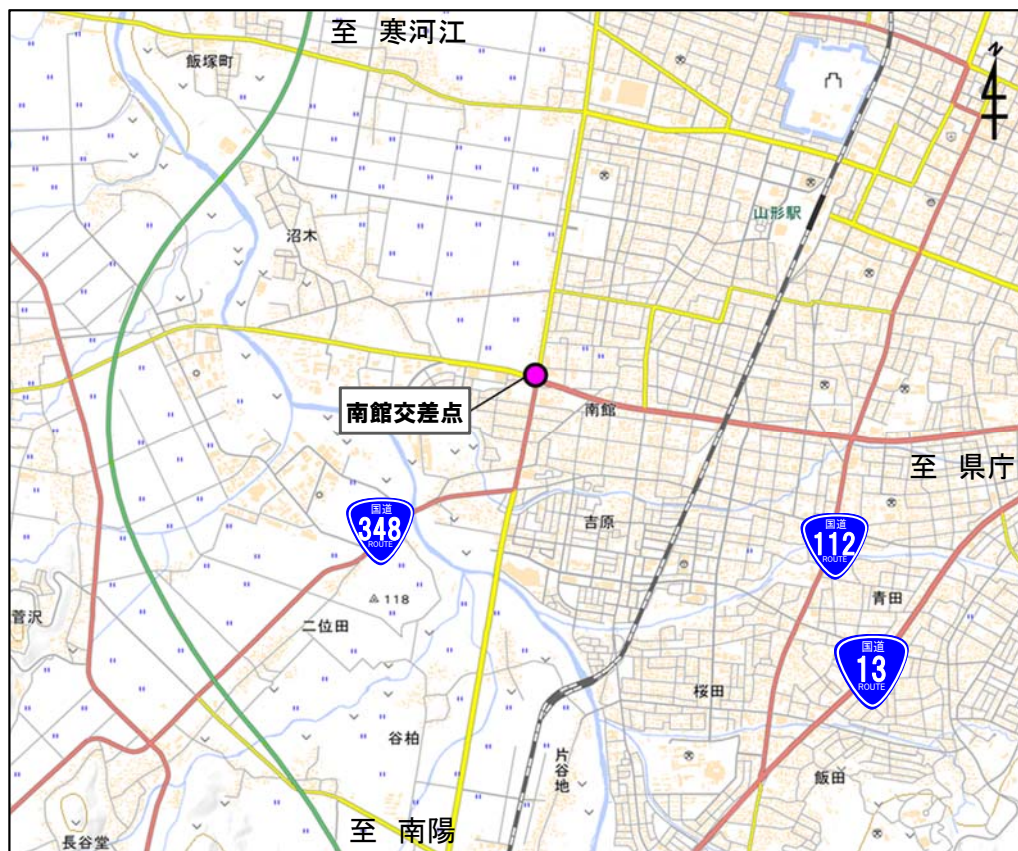 至 寒河江
飯塚町
沼木
山形駅
南館交差点
南館
至 県庁
国道
348
ROUTE
吉原
国道
112
ROUTE
118
青田
菅沢
二位田
国道
13
ROUTE
桜田
谷柏
片谷地
飯田
至 南陽
長谷堂